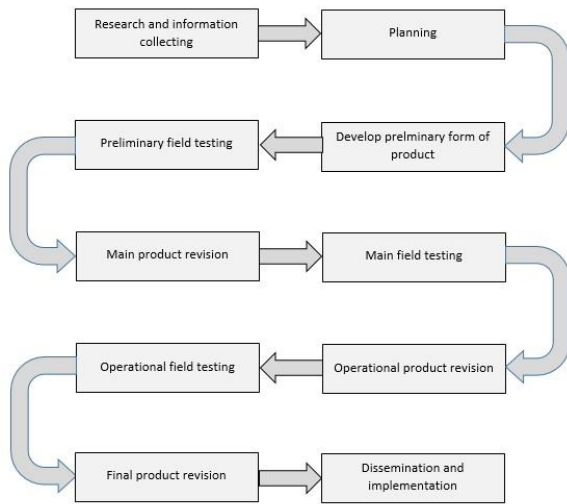 Research and information
collecting
Planning
Develop prelminary form of
product
Preliminary field testing
Main product revision
Main field testing
Operational product revision
Operational field testing
Final product revision
Dissemination and
implementation